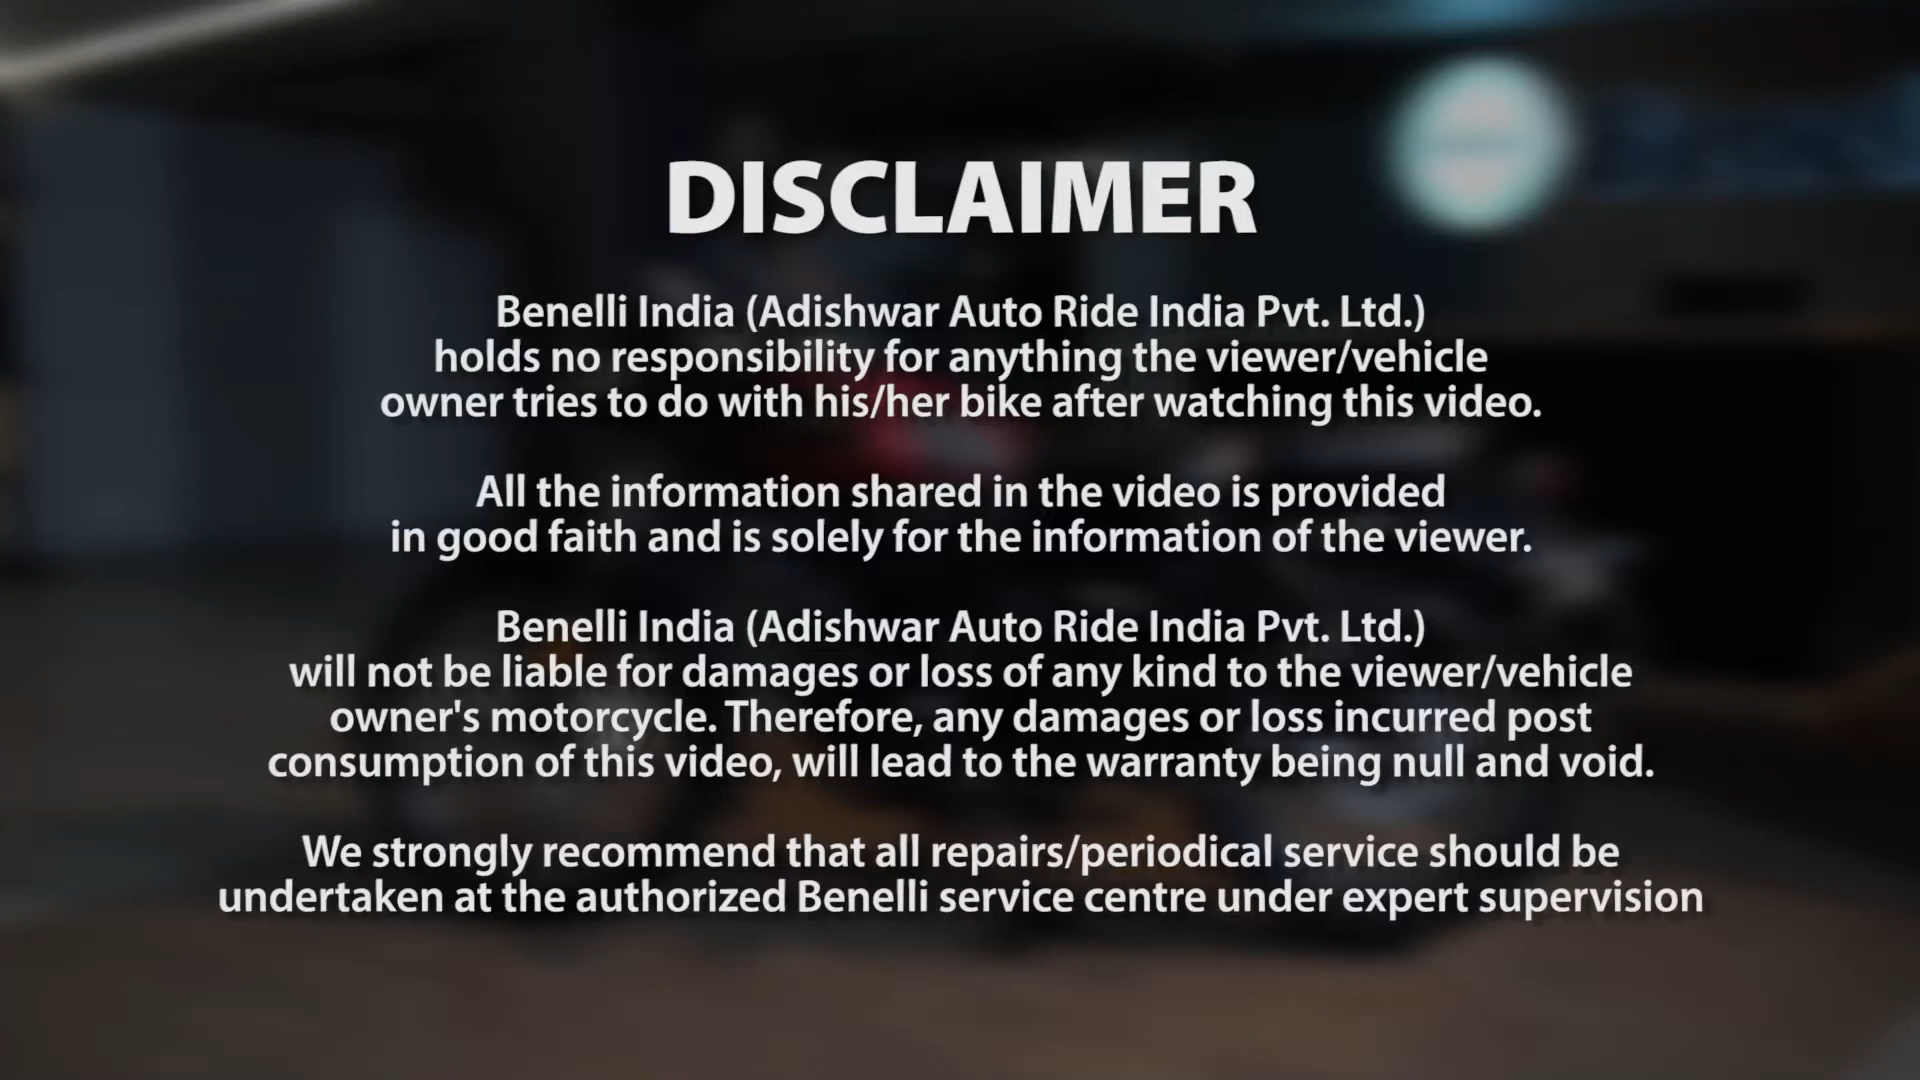 DISCLAIMER
Benelli India (Adishwar Auto Ride India Pvt. Ltd.)
holds no responsibility for anything the viewer/vehicle
owner tries to do with his/her bike after watching this video.
All the information shared in the video is provided
in good faith and is solely for the information of the viewer.
Benelli India (Adishwar Auto Ride India Pvt. Ltd.)
will not be liable for damages or loss of any kind to the viewer/vehicle
owner's motorcycle. Therefore, any damages or loss incurred post
consumption of this video, will lead to the warranty being null and void.
We strongly recommend that all repairs/periodical service should be
undertaken at the authorized Benelli service centre under expert supervision